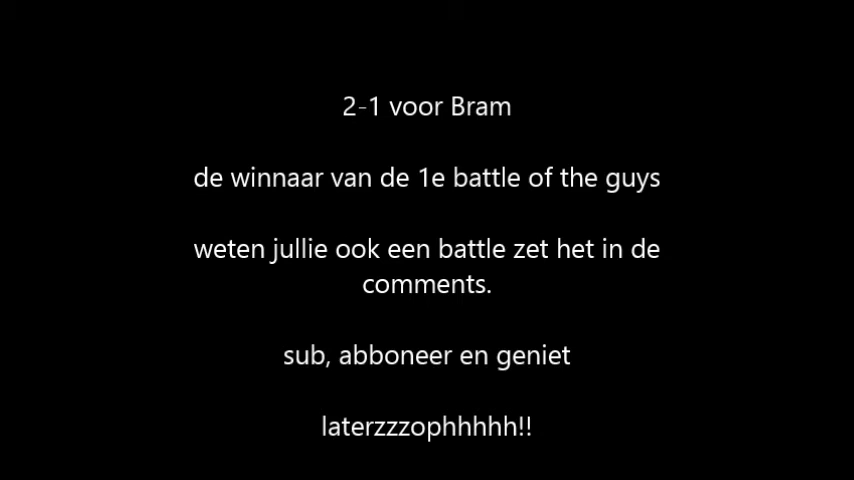 2-1 voor Bram
de winnaar van de 1e battle of the guys
weten jullie ook een battle zet het in de
comments.
sub, abboneer en geniet
laterzzzophhhhh!!